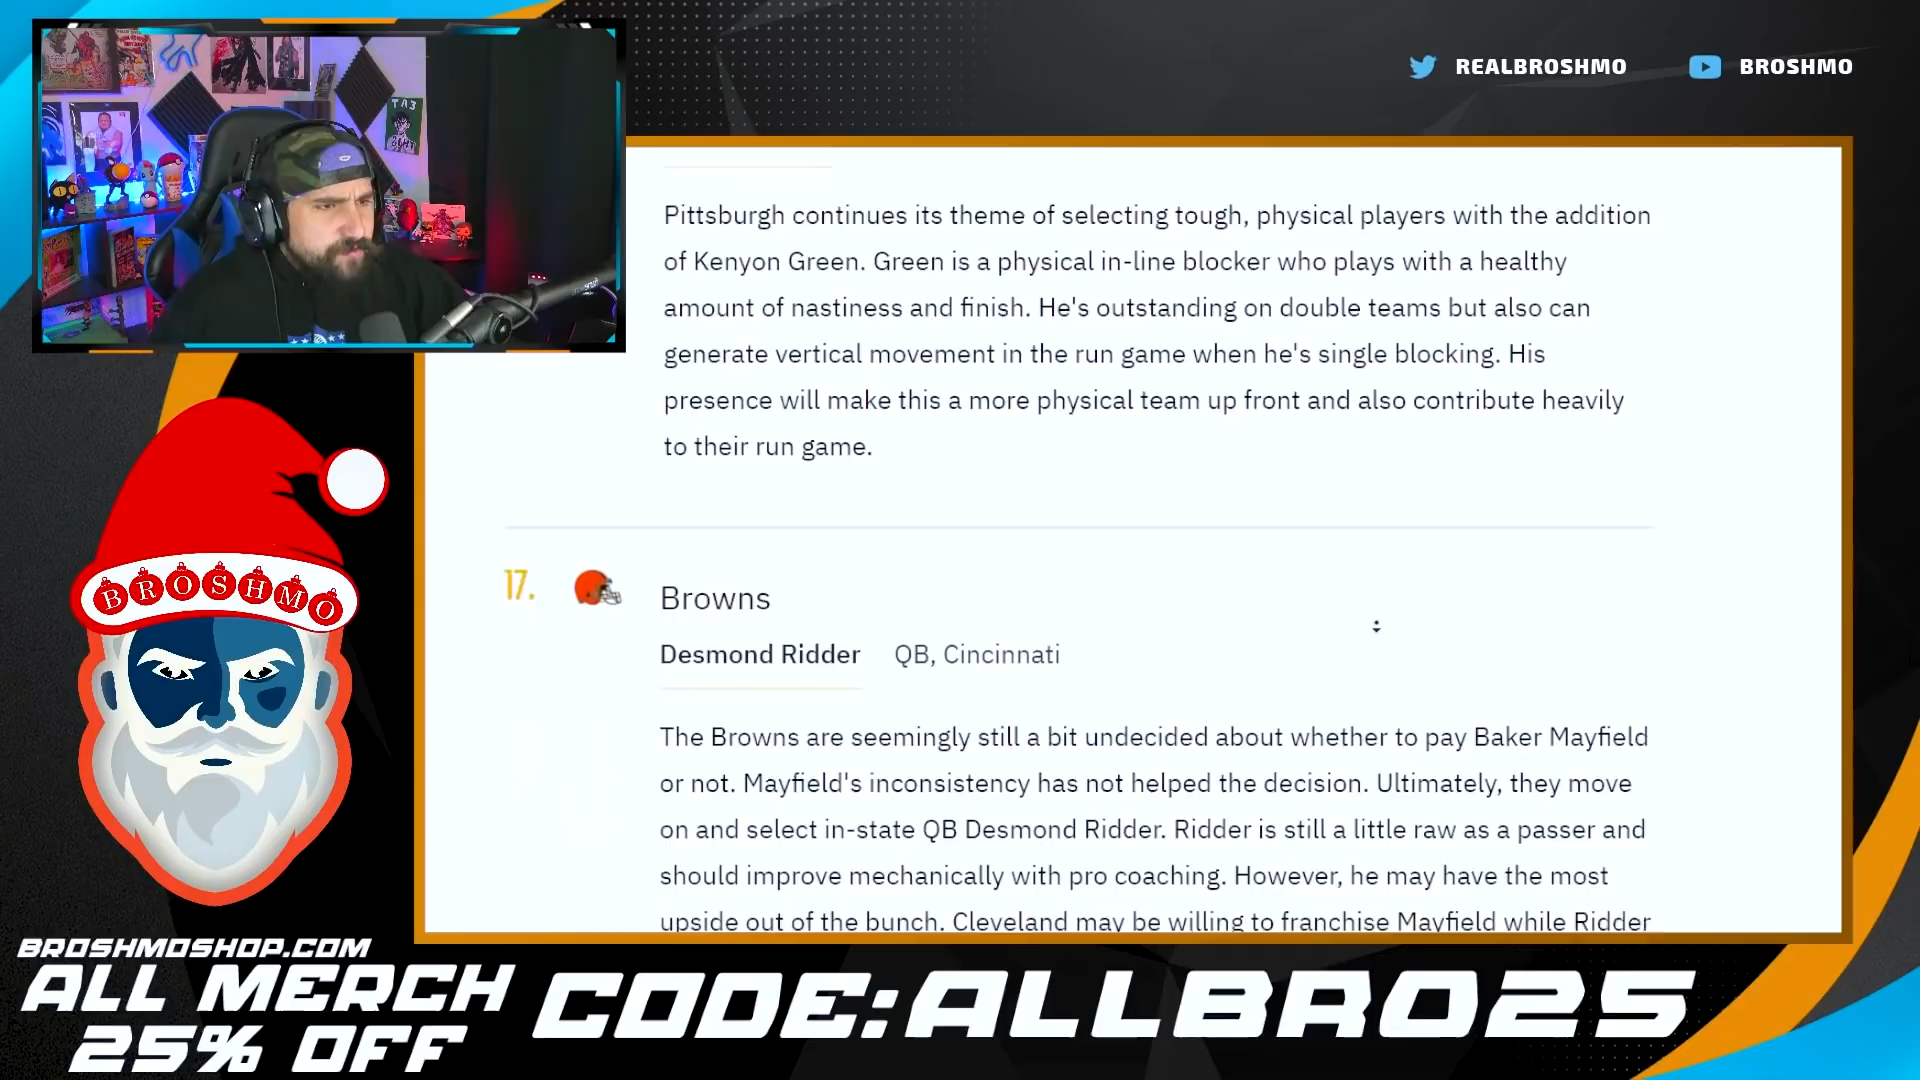 REALBROSHMO
BROSHMO
Pittsburgh continues its theme of selecting tough, physical players with the addition
of Kenyon Green. Green is a physical in-line blocker who plays with a healthy
amount of nastiness and finish. He's outstanding on double teams but also can
generate vertical movement in the run game when he's single blocking. His
presence will make this a more physical team up front and also contribute heavily
to their run game.
17.
Browns
Desmond Ridder QB, Cincinnati
The Browns are seemingly still a bit undecided about whether to pay Baker Mayfield
or not. Mayfield's inconsistency has not helped the decision. Ultimately, they move
on and select in-state QB Desmond Ridder. Ridder is still a little raw as a passer and
should improve mechanically with pro coaching. However, he may have the most
upside out of the bunch. Cleveland may be willing to franchise Mayfield while Ridder
BROSHMO
BROSHMOSHOP.COM
ALL MERCH
25% OFF
CODE:ALLBRO25